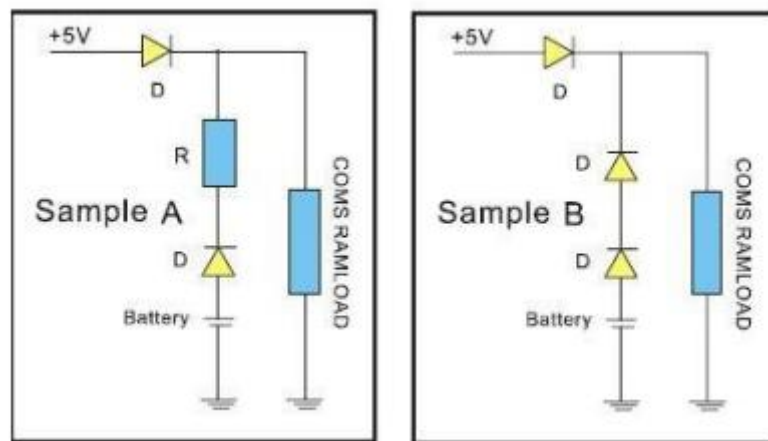 +5V
D
R
Sample A
D
Battery
COMS RAMLOAD
+5V
D
D
Sample B
D
Battery
COMS RAMLOAD